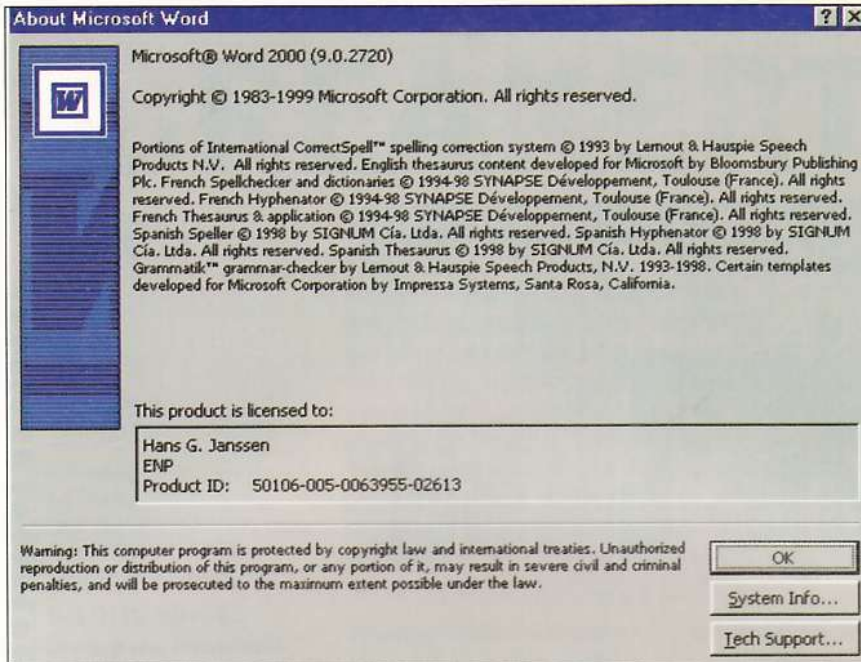 About Microsoft Word
W
Microsoft® Word 2000 (9.0.2720)
Copyright © 1983-1999 Microsoft Corporation. All rights reserved.
Portions of International CorrectSpell™ spelling correction system © 1993 by Lernout & Hauspie Speech
Products N.V. All rights reserved. English thesaurus content developed for Microsoft by Bloomsbury Publishing
Plc. French Spellchecker and dictionaries © 1994-98 SYNAPSE Développement, Toulouse (France). All rights
reserved. French Hyphenator © 1994-98 SYNAPSE Développement, Toulouse (France). All rights reserved.
French Thesaurus & application © 1994-98 SYNAPSE Développement, Toulouse (France). All rights reserved.
Spanish Speller © 1998 by SIGNUM Cía. Ltda. All rights reserved. Spanish Hyphenator © 1998 by SIGNUM
Cía. Ltda. All rights reserved. Spanish Thesaurus © 1998 by SIGNUM Cía. Ltda. All rights reserved.
Grammatik™ grammar-checker by Lernout & Hauspie Speech Products, N.V. 1993-1998. Certain templates
developed for Microsoft Corporation by Impressa Systems, Santa Rosa, California.
This product is licensed to:
Hans G. Janssen
ENP
Product ID: 50106-005-0063955-02613
Warning: This computer program is protected by copyright law and international treaties. Unauthorized
reproduction or distribution of this program, or any portion of it, may result in severe civil and criminal
penalties, and will be prosecuted to the maximum extent possible under the law.
OK
System Info...
Tech Support...